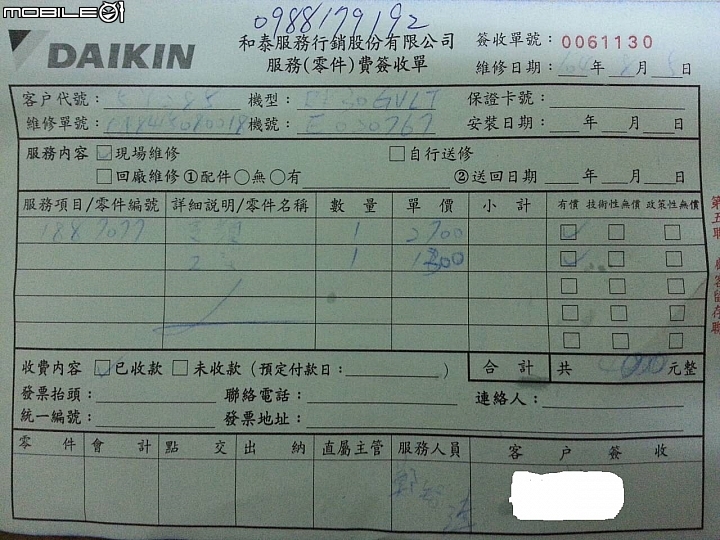 MOBILE01
0988179192
DAIKIN
和泰服務行銷股份有限公司
服務(零件)費簽收單
簽收單號：0061130
維修日期： 年 月 日
客戶代號： 機型： 保證卡號：
維修單號： 機號：E030767 安裝日期： 年 月 日
服務內容 現場維修 自行送修
回廠維修 ①配件 無 有 ②送回日期： 年 月 日
服務項目/零件編號 詳細說明/零件名稱 數 量 單 價 小 計 有價 技術性無價 政策性無價
1887077 1 2700
1 1300
收費內容 已收款 未收款 (預定付款日： ) 合 計 共 4000 元整
發票抬頭： 聯絡電話： 連絡人：
統一編號： 發票地址：
零 件 會 計 點 交 出 納 直屬主管 服務人員 客 戶 簽 收